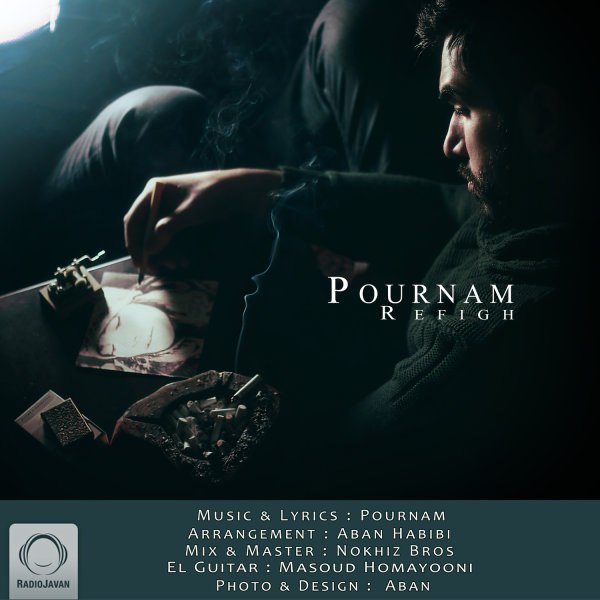 POURNAM
REFIGH
MUSIC & LYRICS : POURNAM
ARRANGEMENT : ABAN HABIBI
MIX & MASTER : NOKHIZ BROS
EL GUITAR : MASOUD HOMAYOONI
PHOTO & DESIGN : ABAN
RADIOJAVAN